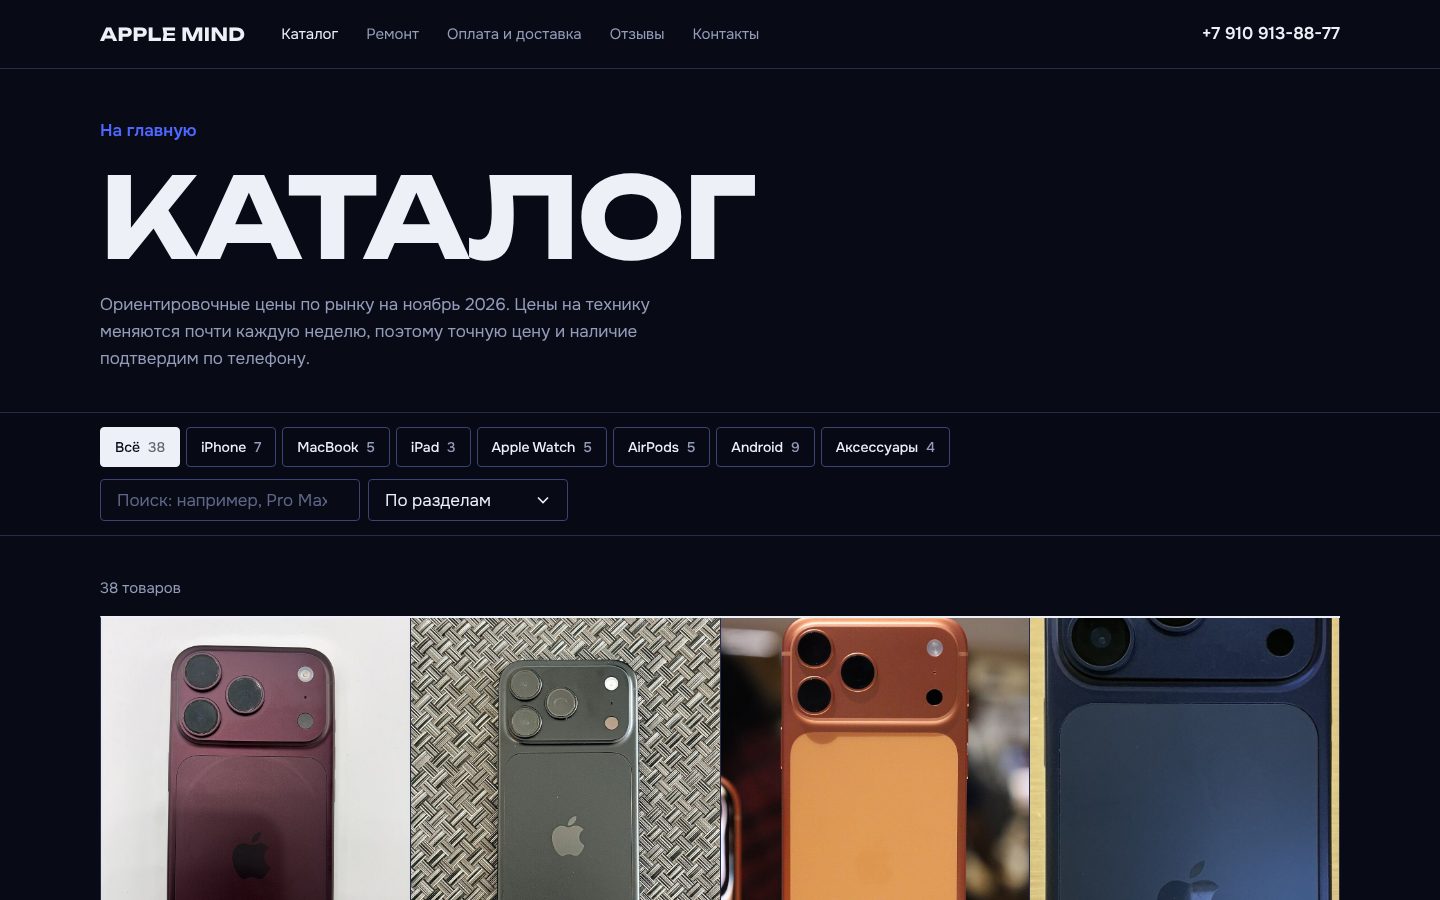 APPLE MIND Каталог Ремонт Оплата и доставка Отзывы Контакты +7 910 913-88-77
На главную
КАТАЛОГ
Ориентировочные цены по рынку на ноябрь 2026. Цены на технику
меняются почти каждую неделю, поэтому точную цену и наличие
подтвердим по телефону.
Всё 38 iPhone 7 MacBook 5 iPad 3 Apple Watch 5 AirPods 5 Android 9 Аксессуары 4
Поиск: например, Pro Max По разделам
38 товаров